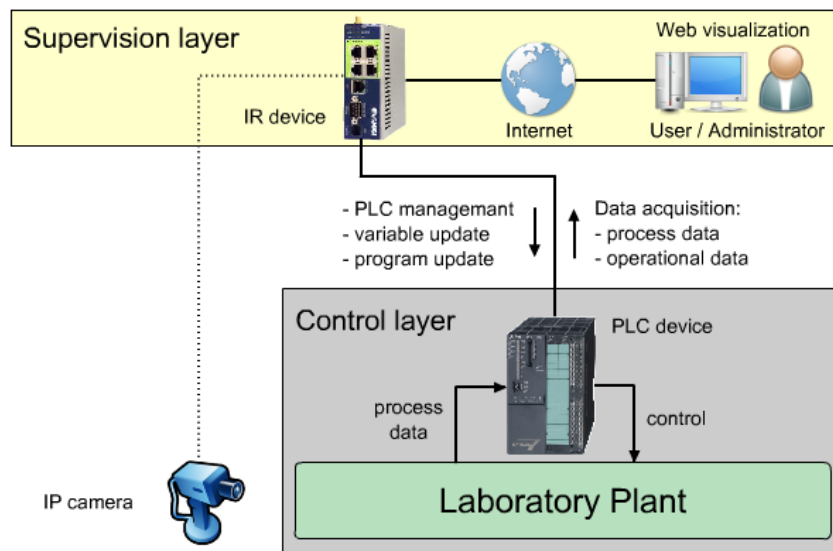 Supervision layer
Web visualization
IR device
Internet
User / Administrator
- PLC managemant
- variable update
- program update
Data acquisition:
- process data
- operational data
Control layer
PLC device
process
data
control
IP camera
Laboratory Plant